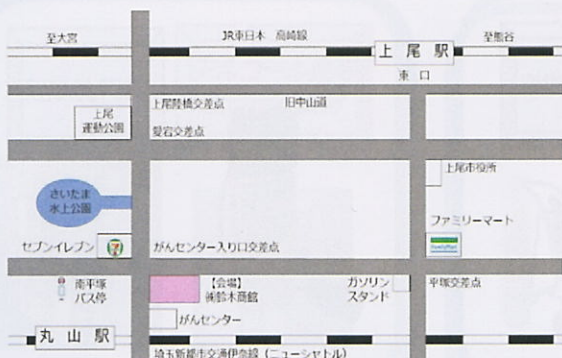 至大宮
JR東日本 高崎線
至熊谷
上尾駅
東口
上尾陸橋交差点
旧中山道
上尾
運動公園
愛宕交差点
上尾市役所
さいたま
水上公園
ファミリーマート
セブンイレブン
がんセンター入り口交差点
FamilyMart
南平塚
バス停
【会場】
㈱鈴木商館
ガソリン
スタンド
平塚交差点
がんセンター
丸山駅
埼玉新都市交通伊奈線(ニューシャトル)